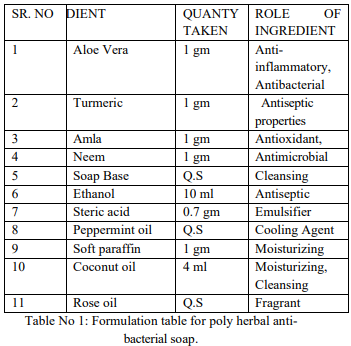 SR. NO DIENT QUANTY ROLE OF
TAKEN INGREDIENT
1 Aloe Vera 1 gm Anti-
inflammatory,
Antibacterial
2 Turmeric 1 gm Antiseptic
properties
3 Amla 1 gm Antioxidant,
4 Neem 1 gm Antimicrobial
5 Soap Base Q.S Cleansing
6 Ethanol 10 ml Antiseptic
7 Steric acid 0.7 gm Emulsifier
8 Peppermint oil Q.S Cooling Agent
9 Soft paraffin 1 gm Moisturizing
10 Coconut oil 4 ml Moisturizing,
Cleansing
11 Rose oil Q.S Fragrant
Table No 1: Formulation table for poly herbal anti-
bacterial soap.